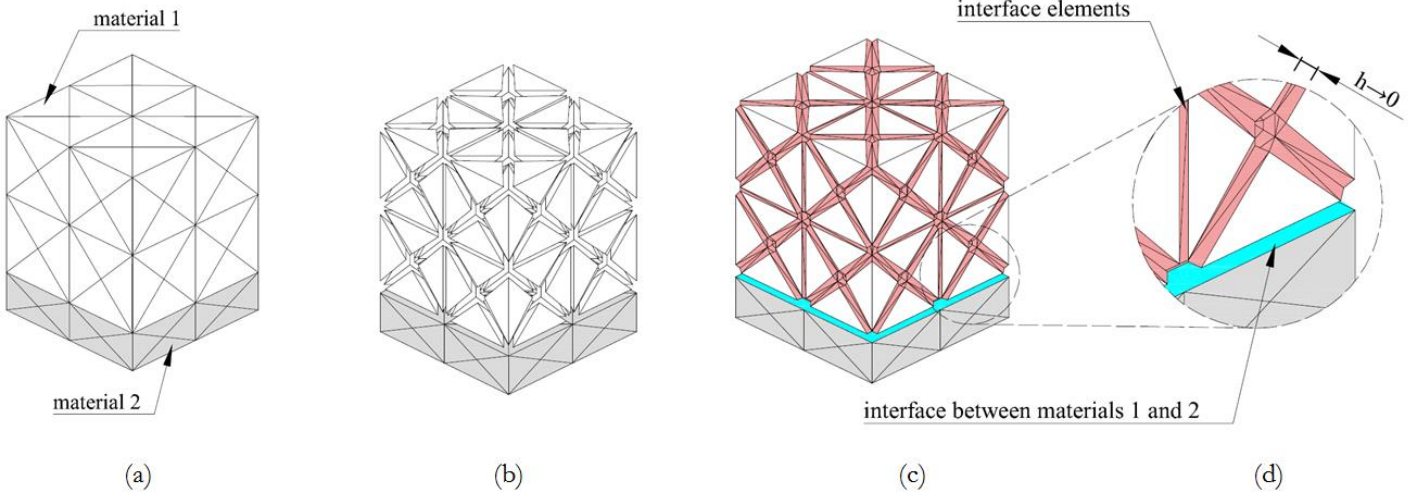 material 1
interface elements
h→0
material 2
interface between materials 1 and 2
(a)
(b)
(c)
(d)